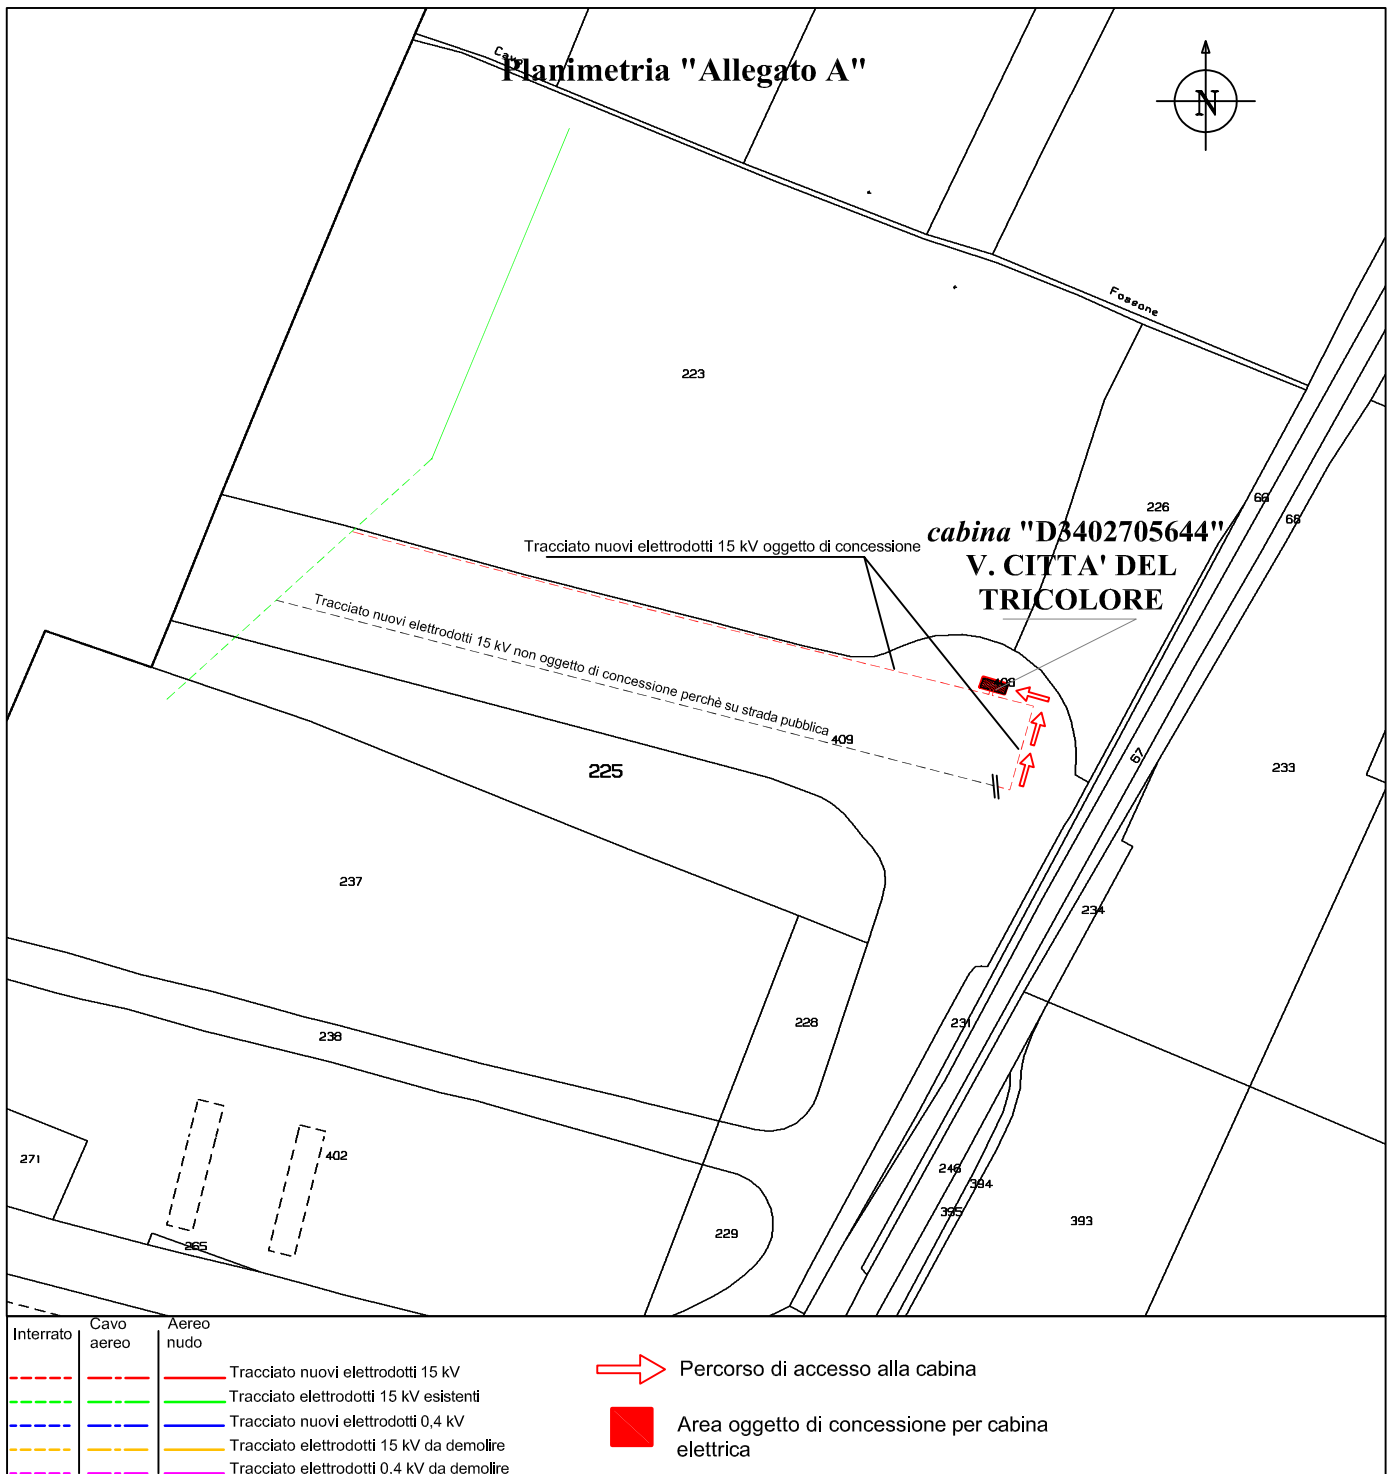 Cavo
Planimetria "Allegato A"
N
Fossone
223
226
66
68
cabina "D3402705644"
V. CITTA' DEL
TRICOLORE
Tracciato nuovi elettrodotti 15 kV oggetto di concessione
Tracciato nuovi elettrodotti 15 kV non oggetto di concessione perchè su strada pubblica
409
225
67
233
237
234
228
231
238
271
402
246
394
395
393
265
229
Interrato
Cavo
aereo
Aereo
nudo
Tracciato nuovi elettrodotti 15 kV
Tracciato elettrodotti 15 kV esistenti
Tracciato nuovi elettrodotti 0,4 kV
Tracciato elettrodotti 15 kV da demolire
Tracciato elettrodotti 0,4 kV da demolire
Percorso di accesso alla cabina
Area oggetto di concessione per cabina
elettrica